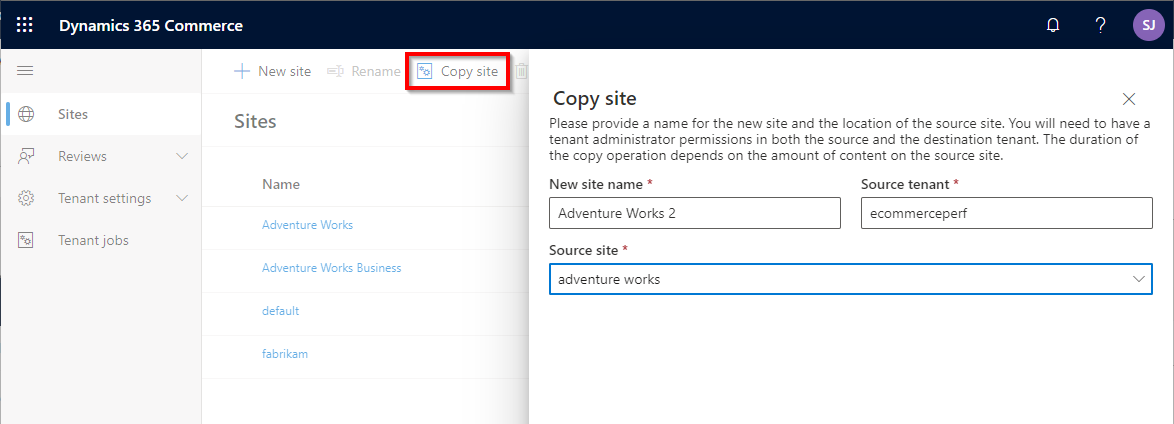 Dynamics 365 Commerce
SJ
New site
Rename
Copy site
Sites
Reviews
Tenant settings
Tenant jobs
Sites
Name
Adventure Works
Adventure Works Business
default
fabrikam
Copy site
Please provide a name for the new site and the location of the source site. You will need to have a
tenant administrator permissions in both the source and the destination tenant. The duration of
the copy operation depends on the amount of content on the source site.
New site name *
Source tenant *
Adventure Works 2
ecommerceperf
Source site *
adventure works